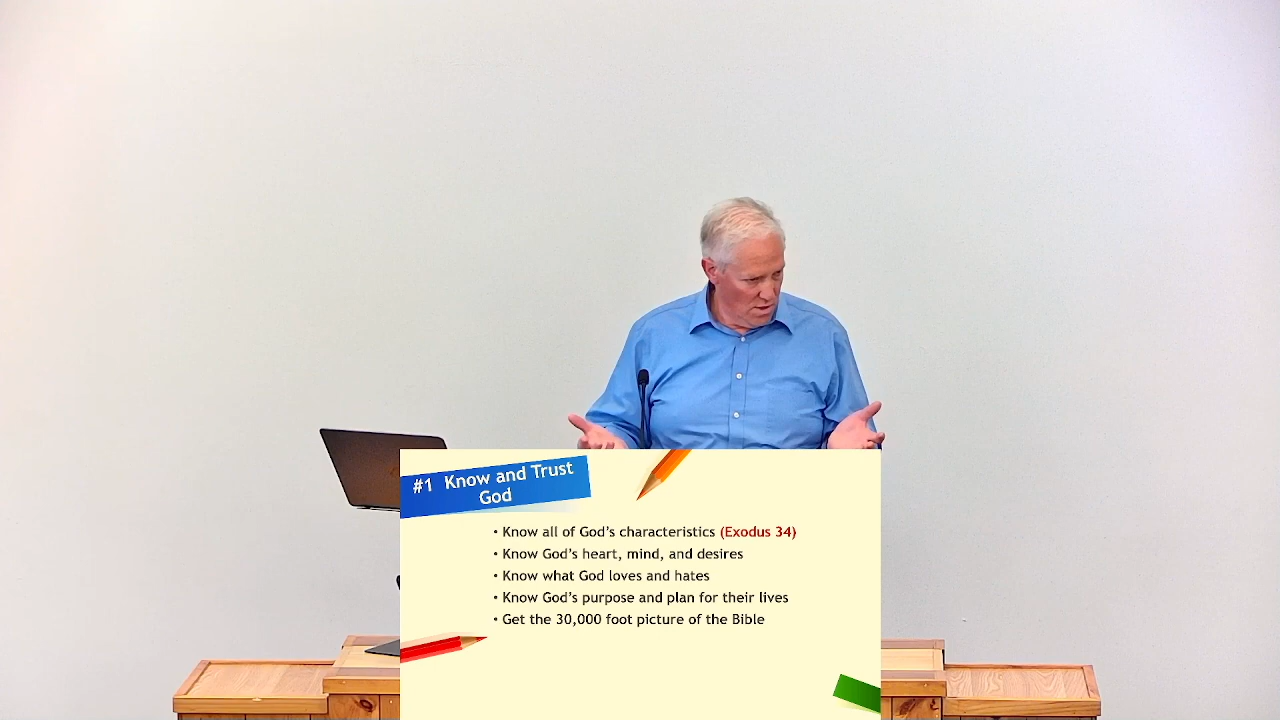 #1 Know and Trust
God
• Know all of God's characteristics (Exodus 34)
• Know God's heart, mind, and desires
• Know what God loves and hates
• Know God's purpose and plan for their lives
• Get the 30,000 foot picture of the Bible